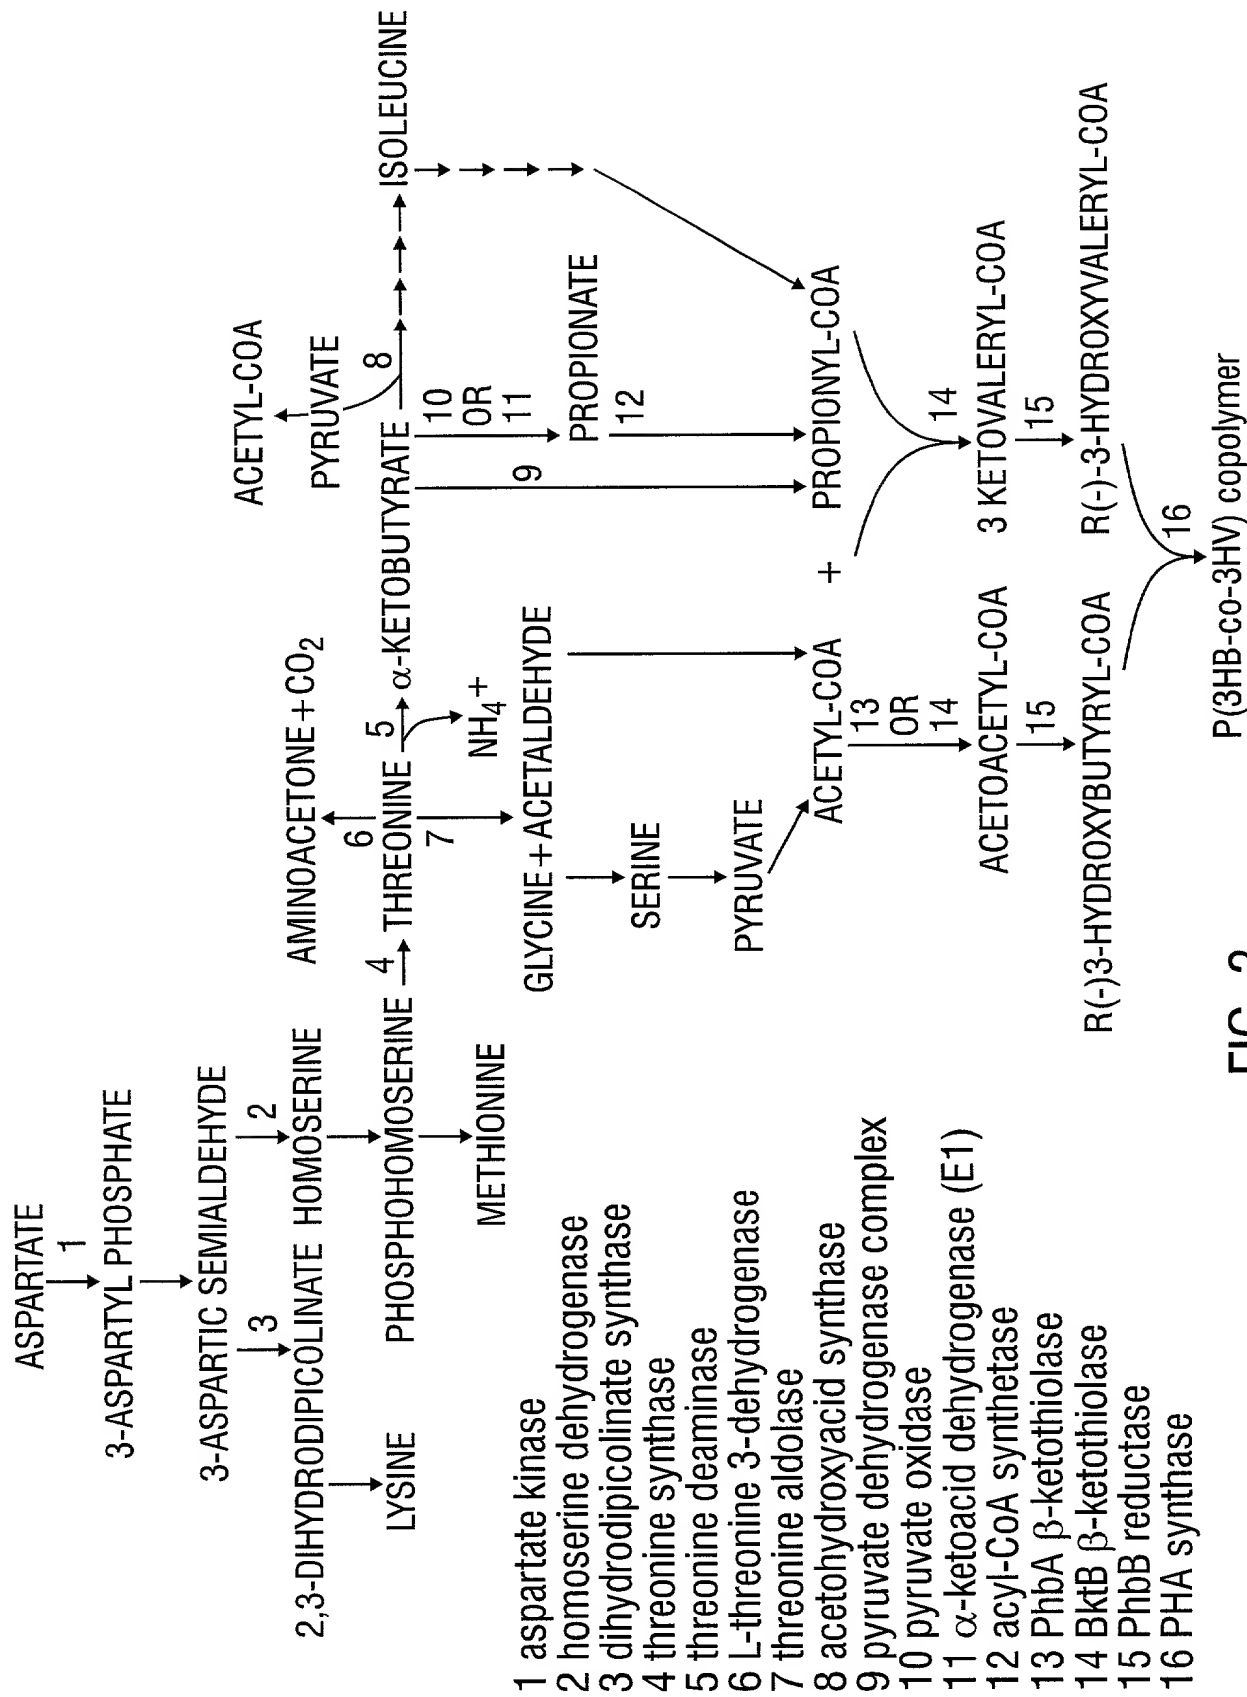 ASPARTATE
1
3-ASPARTYL PHOSPHATE
3-ASPARTIC SEMIALDEHYDE
3
2
2,3-DIHYDRODIPICOLINATE HOMOSERINE
LYSINE
PHOSPHOHOMOSERINE
METHIONINE
4
THREONINE
6
AMINOACETONE+CO2
7
5
NH4+
α-KETOBUTYRATE
8
PYRUVATE
ACETYL-COA
ISOLEUCINE
GLYCINE+ACETALDEHYDE
SERINE
PYRUVATE
9
10
OR
11
PROPIONATE
12
ACETYL-COA + PROPIONYL-COA
13
OR
14
14
ACETOACETYL-COA
3 KETOVALERYL-COA
15
15
R(-)3-HYDROXYBUTYRYL-COA
R(-)-3-HYDROXYVALERYL-COA
16
P(3HB-co-3HV) copolymer
1 aspartate kinase
2 homoserine dehydrogenase
3 dihydrodipicolinate synthase
4 threonine synthase
5 threonine deaminase
6 L-threonine 3-dehydrogenase
7 threonine aldolase
8 acetohydroxyacid synthase
9 pyruvate dehydrogenase complex
10 pyruvate oxidase
11 α-ketoacid dehydrogenase (E1)
12 acyl-CoA synthetase
13 PhbA β-ketothiolase
14 BktB β-ketothiolase
15 PhbB reductase
16 PHA synthase